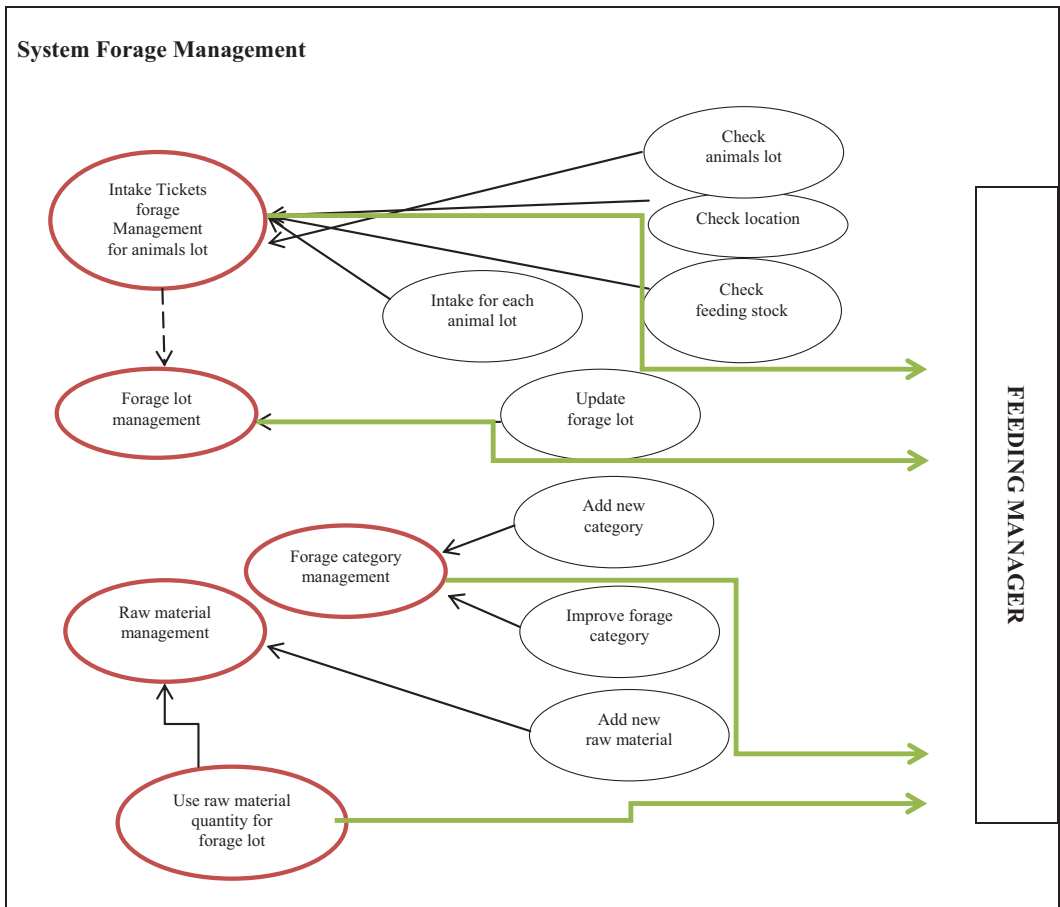 System Forage Management
Check
animals lot
Intake Tickets
forage
Management
for animals lot
Check location
Check
feeding stock
Intake for each
animal lot
Forage lot
management
Update
forage lot
FEEDING MANAGER
Add new
category
Forage category
management
Raw material
management
Improve forage
category
Add new
raw material
Use raw material
quantity for
forage lot